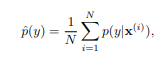 p̂(y) = 1/N ∑_{i=1}^{N} p(y|x^{(i)}),